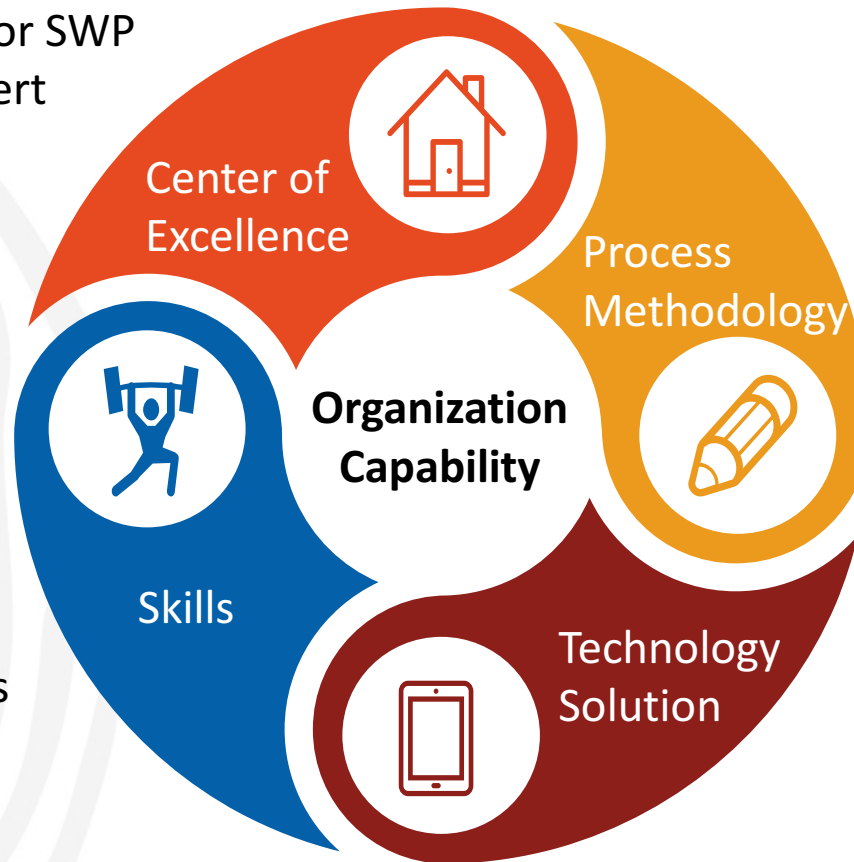 or SWP
ert
Center of
Excellence
Process
Methodology
Organization
Capability
Skills
Technology
Solution
s